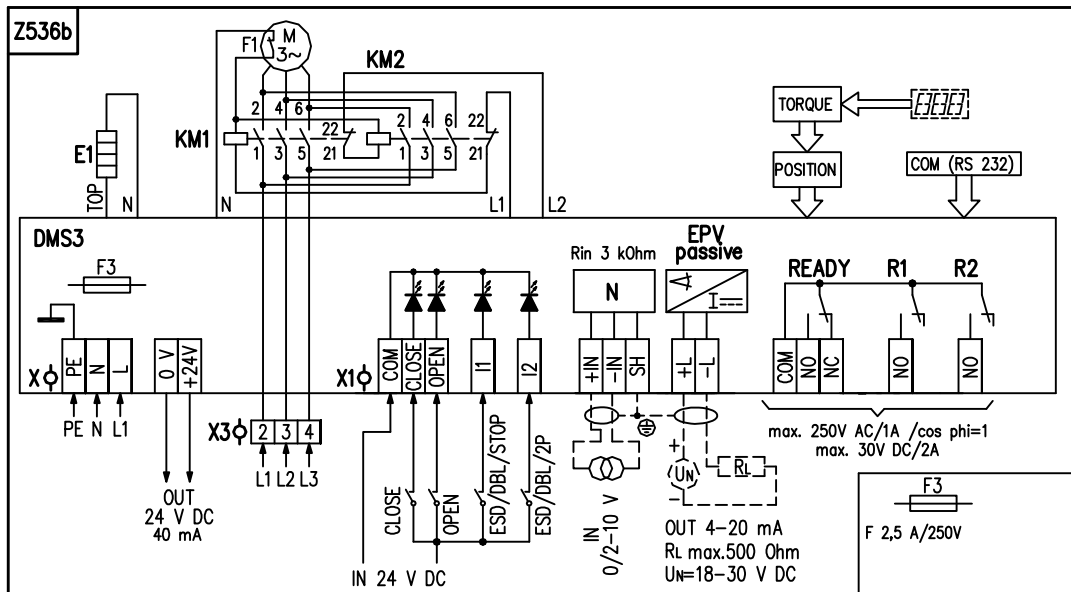 Z536b
F1
M
3~
KM2
2 4 6
22
2 4 6
22
KM1
1 3 5
21
1 3 5
21
E1
TOP
N
N
L1
L2
TORQUE
POSITION
COM (RS 232)
DMS3
F3
Rin 3 kOhm
N
EPV
passive
I
READY
R1
R2
X
PE
N
L
0 V
+24V
X1
COM
CLOSE
OPEN
I1
I2
+IN
-IN
SH
+L
-L
COM
NO
NC
NO
NO
PE N L1
X3
2 3 4
L1 L2 L3
OUT
24 V DC
40 mA
CLOSE
OPEN
ESD/DBL/STOP
ESD/DBL/2P
IN 24 V DC
IN
0/2-10 V
+
UN
-
RL
OUT 4-20 mA
RL max.500 Ohm
UN=18-30 V DC
max. 250V AC/1A /cos phi=1
max. 30V DC/2A
F3
F 2,5 A/250V